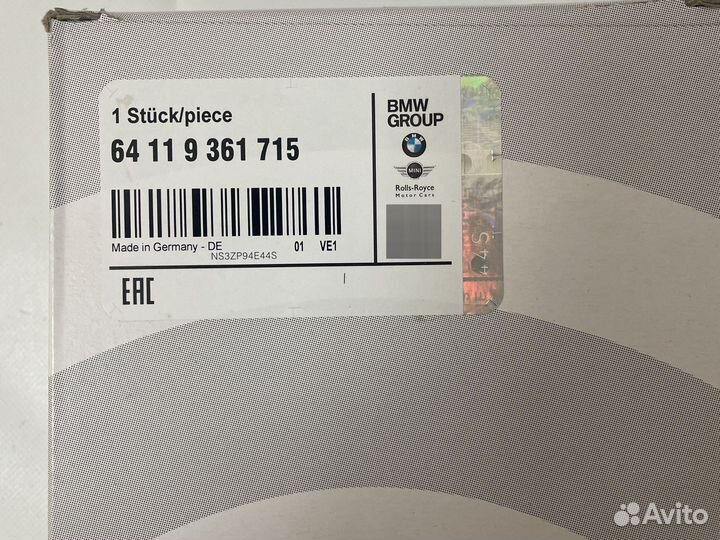 1 Stück/piece
64 11 9 361 715
Made in Germany - DE 01 VE1
NS3ZP94E44S
EAC
BMW
GROUP
MINI
Rolls-Royce
Motor Cars
44S
Avito